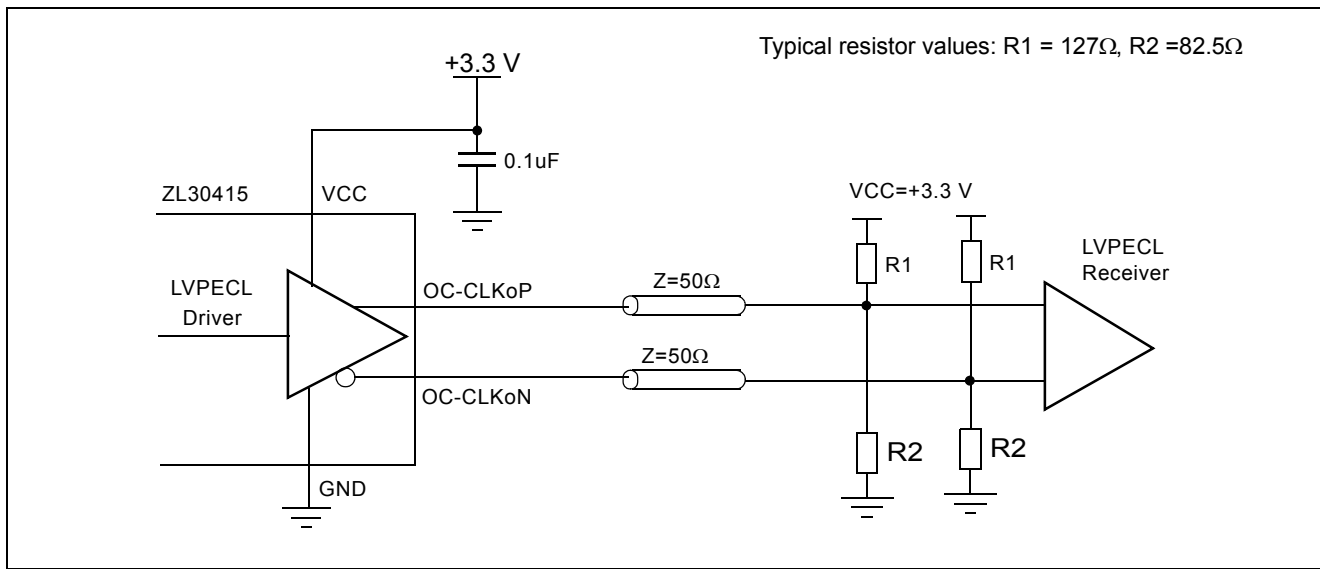 Typical resistor values: R1 = 127Ω, R2 =82.5Ω
+3.3 V
0.1uF
ZL30415
VCC
VCC=+3.3 V
LVPECL
Driver
OC-CLKoP
Z=50Ω
R1
R1
LVPECL
Receiver
Z=50Ω
OC-CLKoN
R2
R2
GND